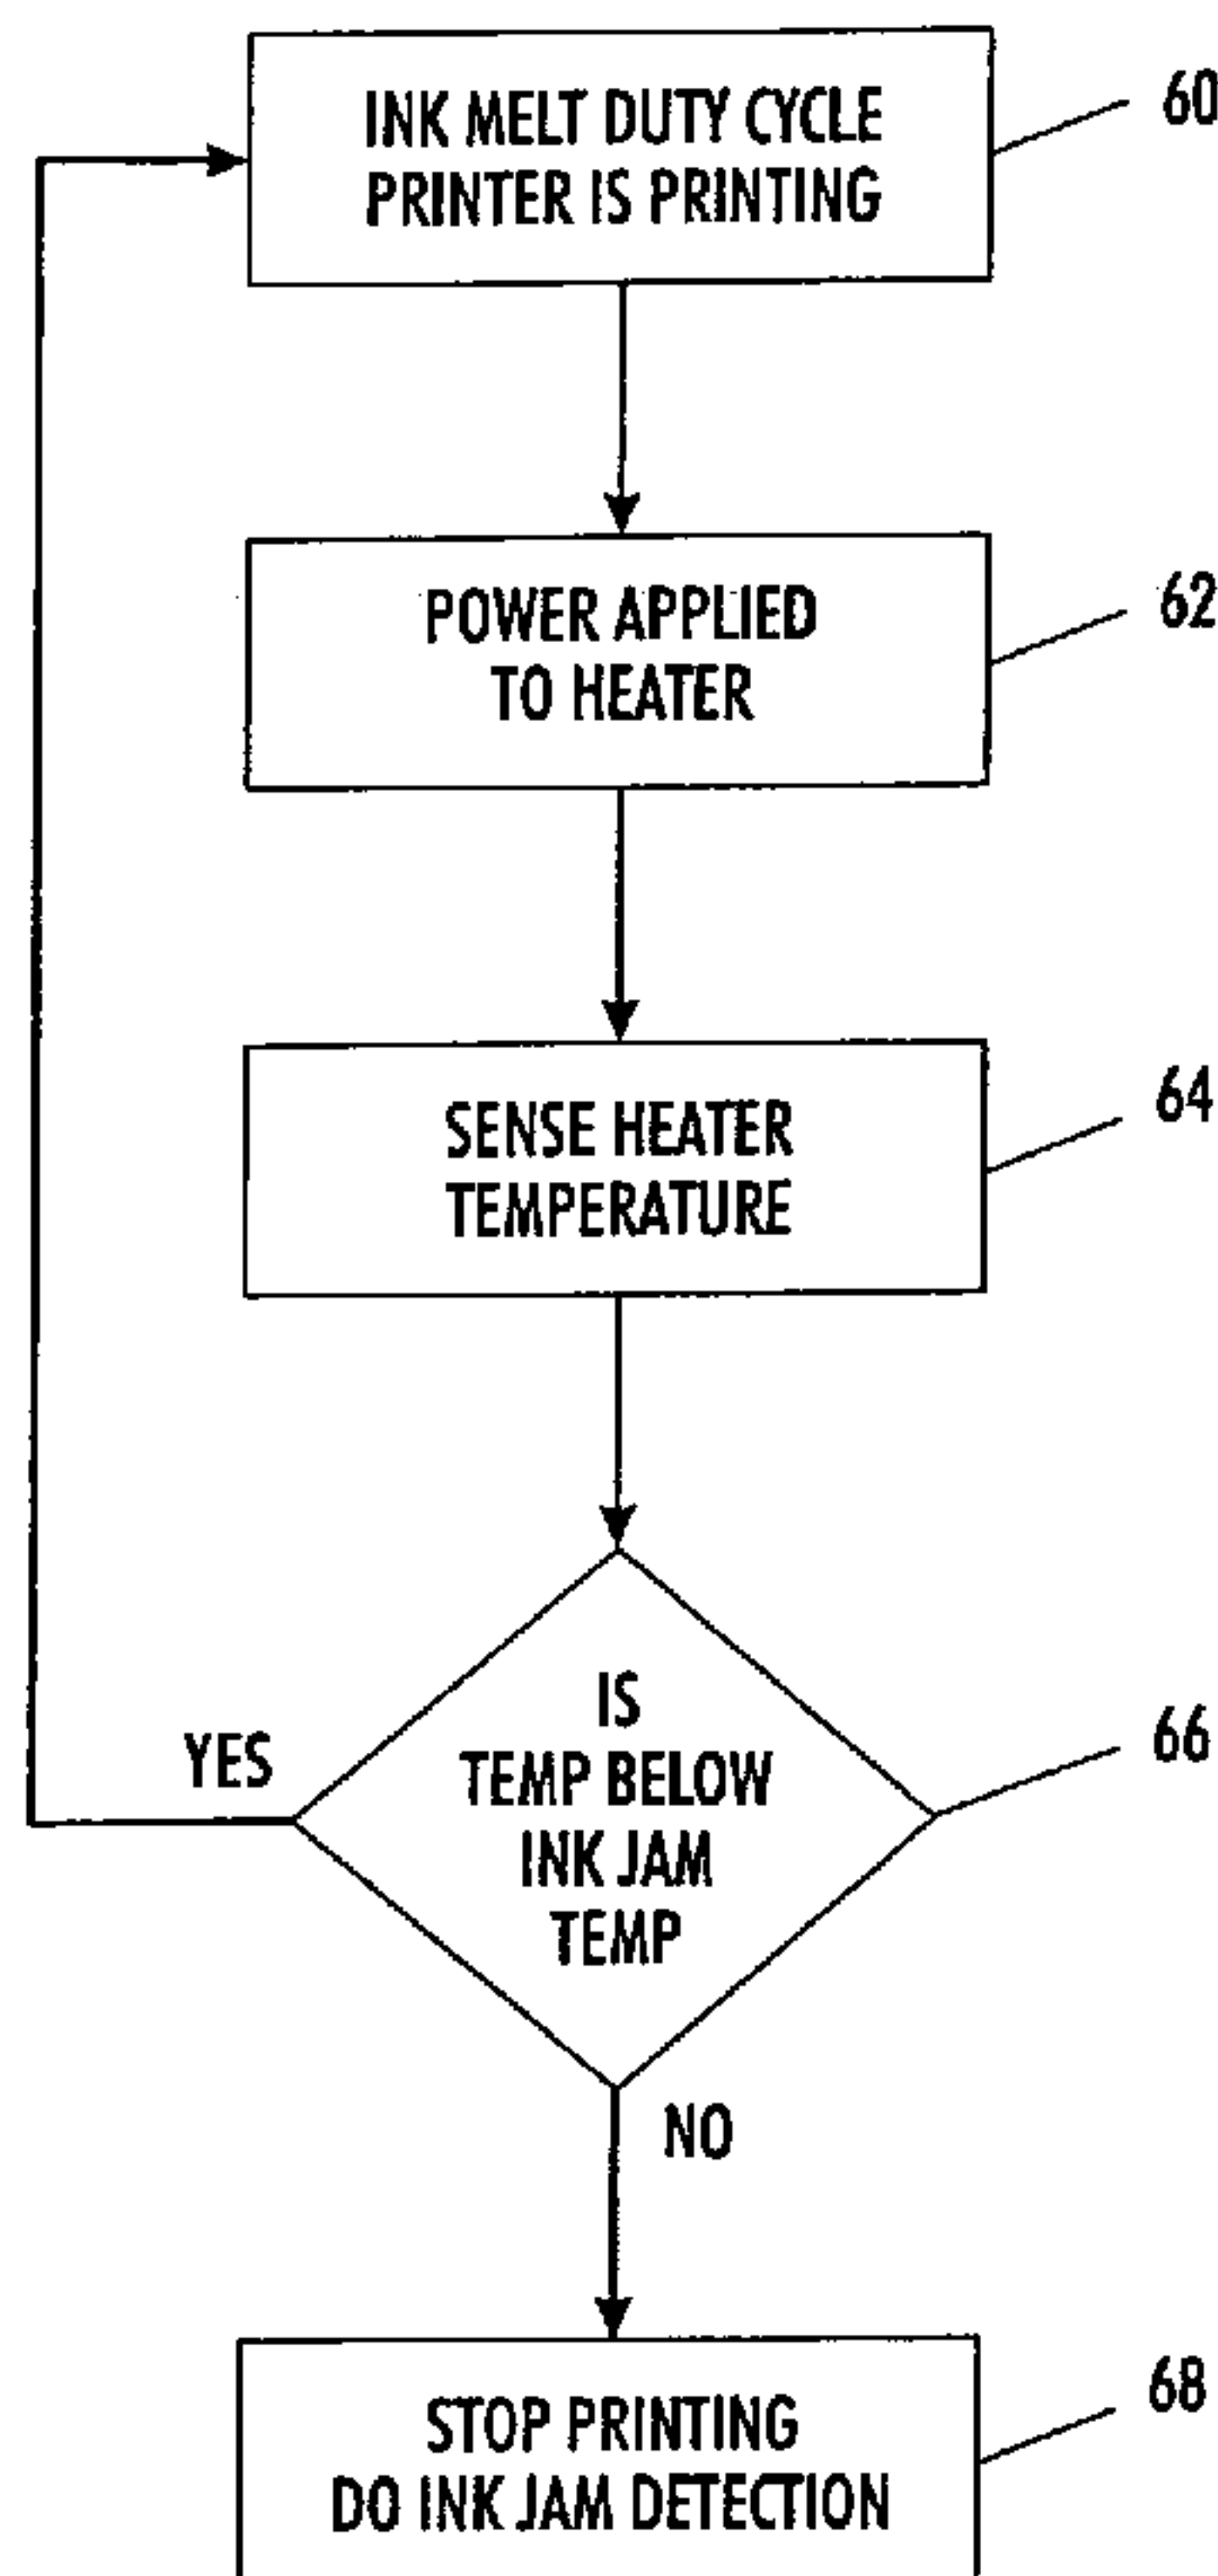 INK MELT DUTY CYCLE
PRINTER IS PRINTING
60
POWER APPLIED
TO HEATER
62
SENSE HEATER
TEMPERATURE
64
IS
TEMP BELOW
INK JAM
TEMP
66
YES
NO
STOP PRINTING
DO INK JAM DETECTION
68